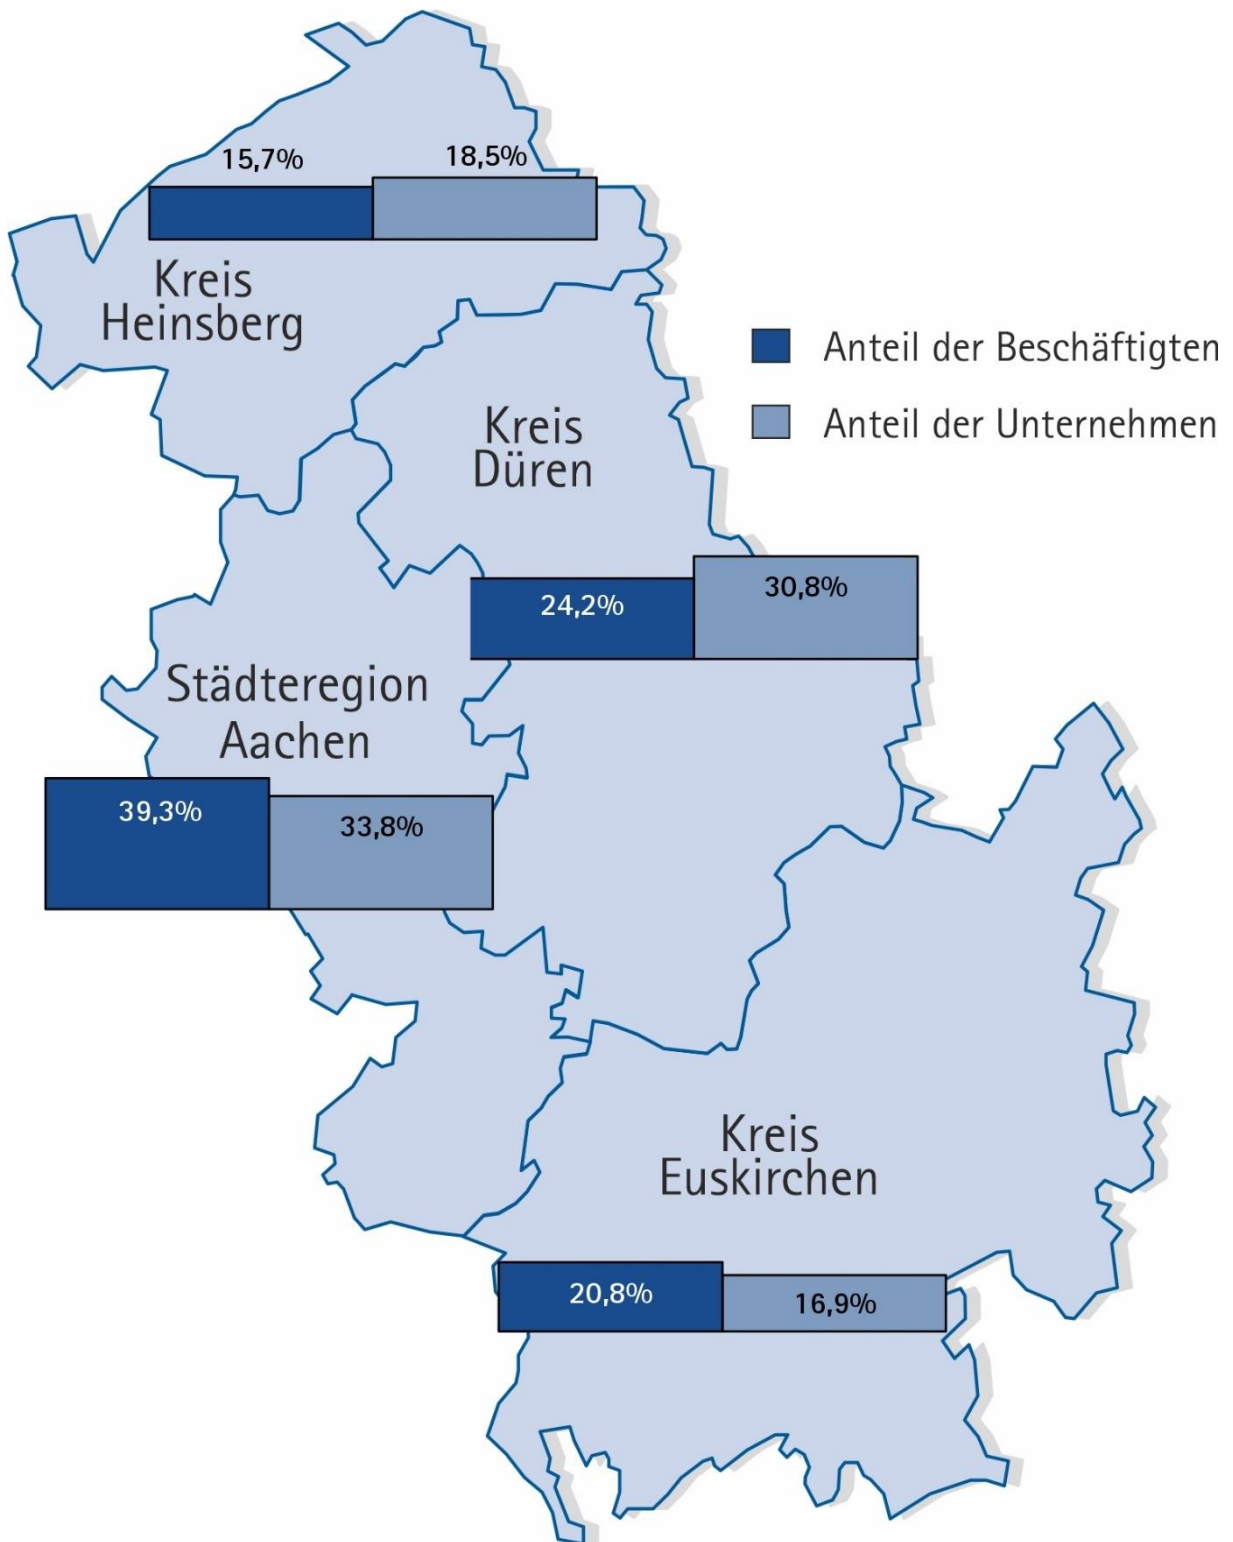 15,7%
18,5%
Kreis
Heinsberg
Anteil der Beschäftigten
Anteil der Unternehmen
Kreis
Düren
24,2%
30,8%
Städteregion
Aachen
39,3%
33,8%
Kreis
Euskirchen
20,8%
16,9%